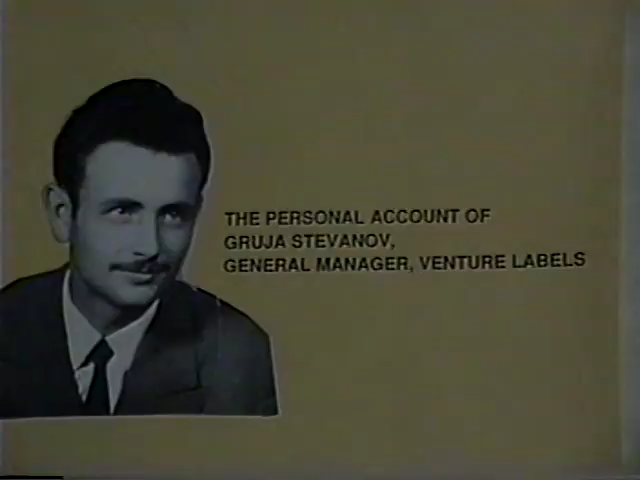 THE PERSONAL ACCOUNT OF
GRUJA STEVANOV,
GENERAL MANAGER, VENTURE LABELS